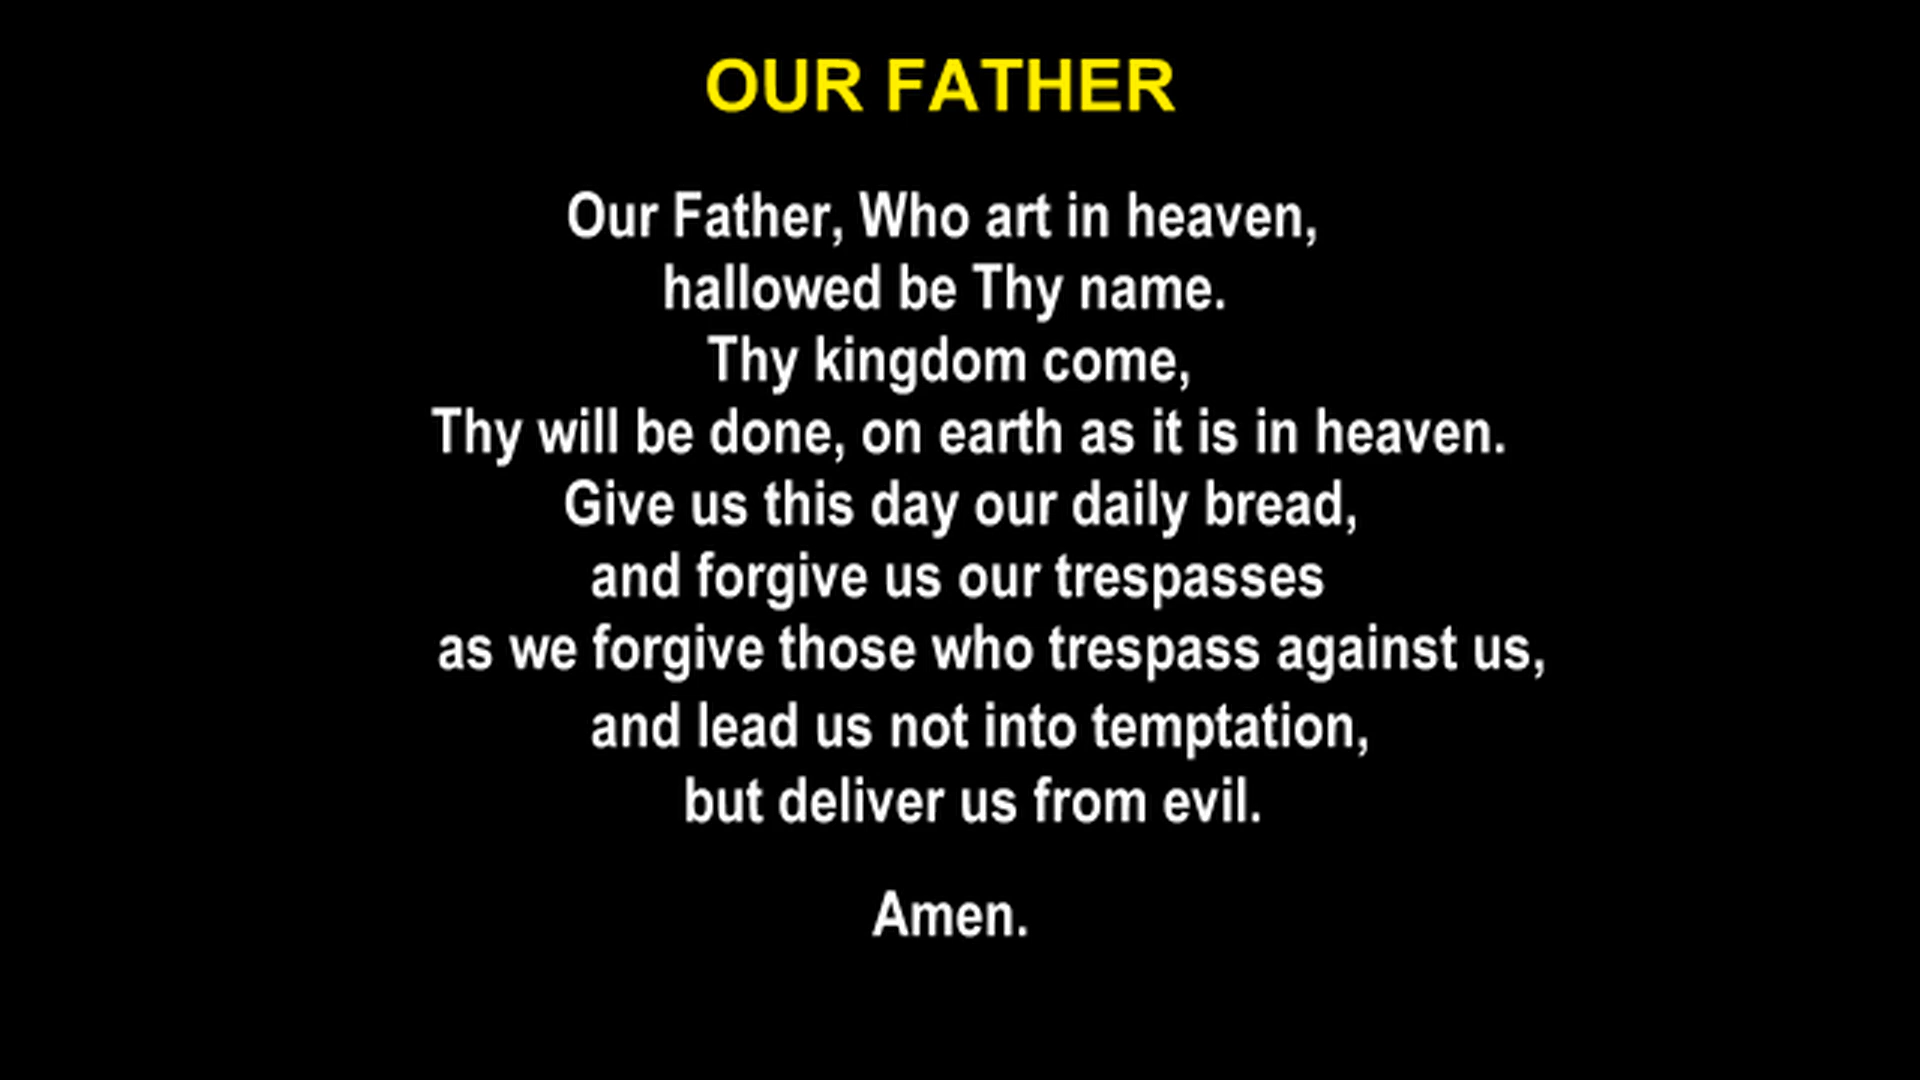 OUR FATHER
Our Father, Who art in heaven,
hallowed be Thy name.
Thy kingdom come,
Thy will be done, on earth as it is in heaven.
Give us this day our daily bread,
and forgive us our trespasses
as we forgive those who trespass against us,
and lead us not into temptation,
but deliver us from evil.
Amen.